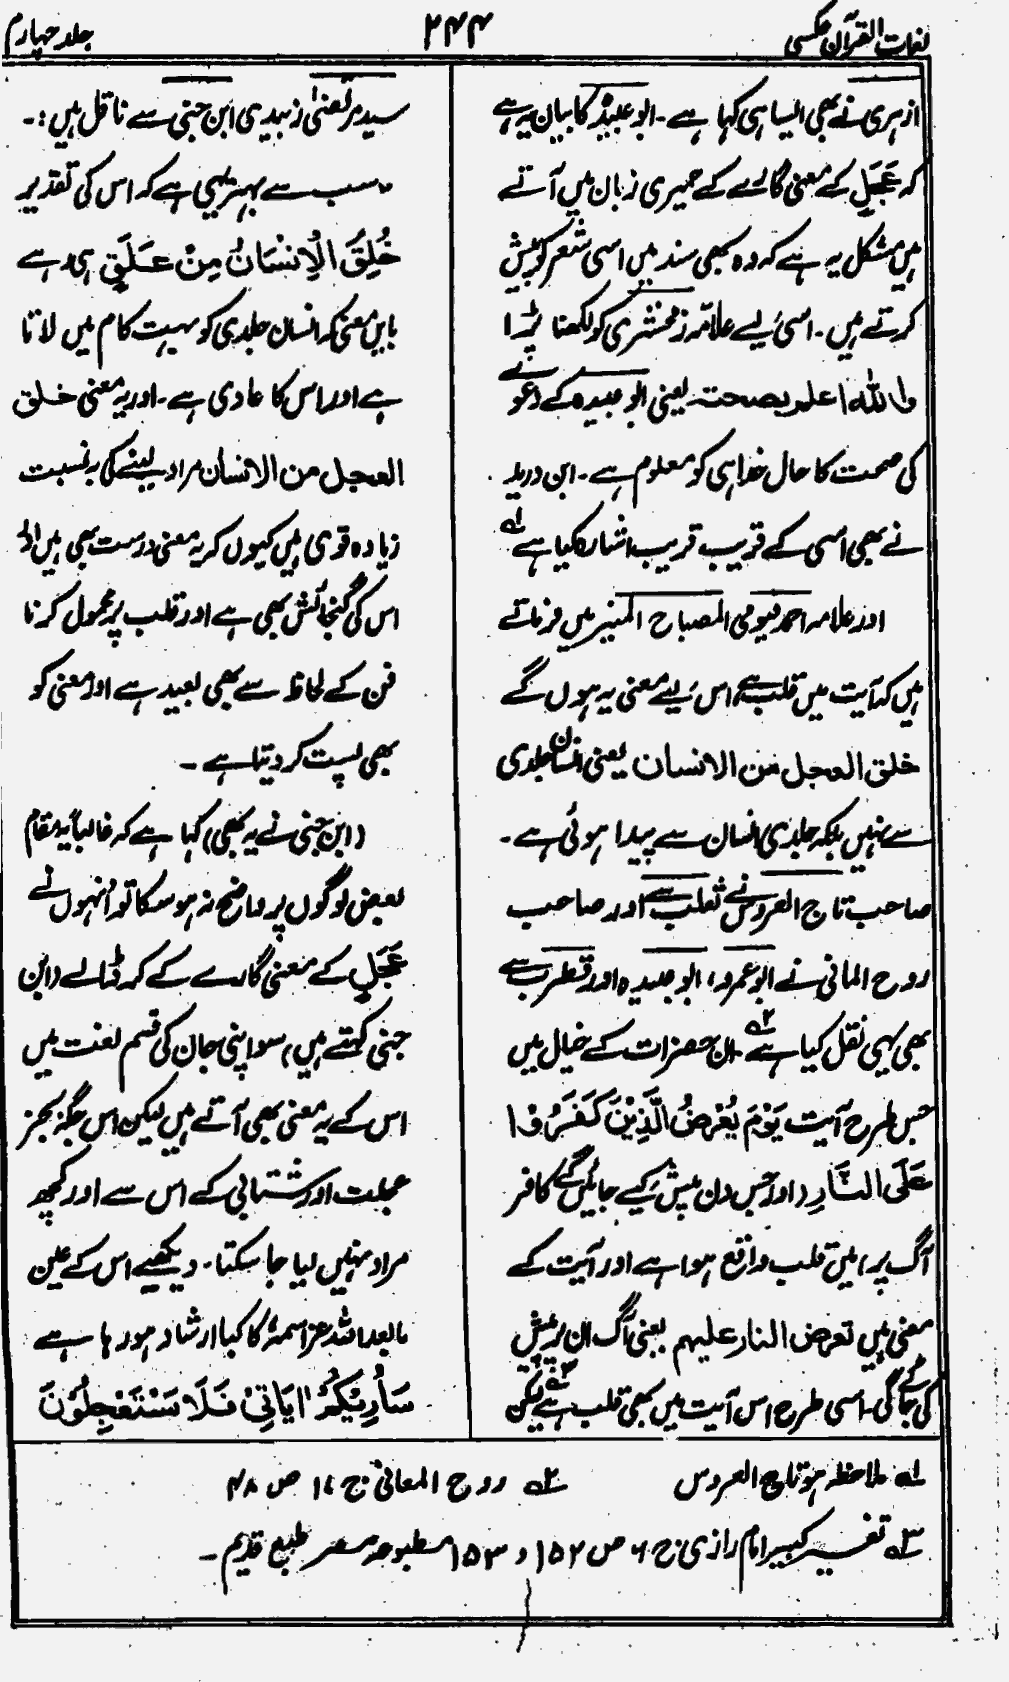 لغات القرآن عکسی
۲۴۴
جلد چہارم
ازہری نے بھی ایسا ہی کہا ہے۔ ابوعبید کا بیان یہ ہے
کہ عَجَلٍ کے معنی گارے کے حمیری زبان میں آتے
ہیں مشکل یہ ہے کہ وہ بھی سند میں اسی شعر کو پیش
کرتے ہیں۔ اسی لیے علامہ زمخشری کو لکھنا پڑا
واللہ اعلم بصحتہ یعنی ابو عبیدہ کے دعوے
کی صحت کا حال خدا ہی کو معلوم ہے۔ ابن درید
نے بھی اسی کے قریب قریب اشارہ کیا ہے ۱ے
اور علامہ احمد فیومی المصباح المنیر میں فرماتے
ہیں کہ آیت میں قلب ہے، اس لیے معنی یہ ہوں گے
خلق العجل من الانسان یعنی انسان جلدی
سے نہیں بلکہ جلدی انسان سے پیدا ہوئی ہے۔
صاحب تاج العروس نے ثعلب سے اور صاحب
روح المانی نے ابوعمرو، ابوعبیدہ اور قطرب سے
بھی یہی نقل کیا ہے ۲ے ان حضرات کے خیال میں
جس طرح آیت یَوْمَ یُعْرَضُ الَّذِیْنَ کَفَرُوْا
عَلَی النَّارِ (اور جس دن پیش کیے جائیں گے کافر
آگ پر) میں قلب واقع ہوا ہے اور آیت کے
معنی ہیں تعرض النار علیہم یعنی آگ ان پر پیش
کی جائے گی۔ اسی طرح اس آیت میں بھی قلب ہے ۳ے لیکن
سید مرتضیٰ زبیدی ابن جنی سے ناقل ہیں:۔
سب سے بہتر یہی ہے کہ اس کی تقدیر
خُلِقَ الْاِنْسَانُ مِنْ عَجَلٍ ہی ہے
بایں معنی کہ انسان جلدی کو بہت کام میں لاتا
ہے اور اس کا عادی ہے۔ اور یہ معنی خلق
العجل من الانسان مراد لینے کی بہ نسبت
زیادہ قوی ہیں کیوں کہ یہ معنی درست بھی ہیں اور
اس کی گنجائش بھی ہے اور قلب پر محمول کرنا
فن کے لحاظ سے بھی بعید ہے اور معنی کو
بھی پست کر دیتا ہے۔
(ابن جنی نے یہ بھی) کہا ہے کہ غالباً یہ مقام
بعض لوگوں پر واضح نہ ہو سکا تو اُنہوں نے
عَجَلٍ کے معنی گارے کے کر ڈالے (ابن
جنی کہتے ہیں) سو اپنی جان کی قسم لغت میں
اس کے یہ معنی بھی آتے ہیں لیکن اس جگہ بجز
عجلت اور شتابی کے اس سے اور کچھ
مراد نہیں لیا جا سکتا۔ دیکھیے اس کے عین
مابعد اللہ عز اسمہٗ کا کیا ارشاد ہو رہا ہے
سَاُرِیْکُمْ اٰیَاتِیْ فَلَا سَتَعْجِلُوْنَ
۱ے ملاحظہ ہو تاج العروس ۲ے روح المعانی ج ۱۷ ص ۴۸
۳ے تفسیر کبیر امام رازی ج ۶ ص ۱۵۲ و ۱۵۳ مطبوعہ مصر طبع قدیم۔